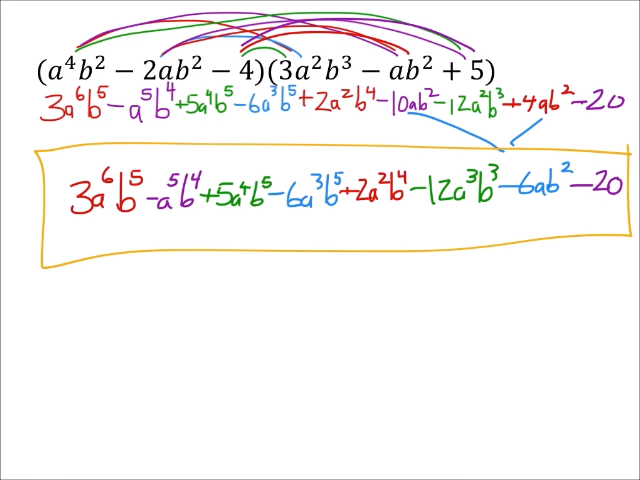 (a⁴b² − 2ab² − 4)(3a²b³ − ab² + 5)
3a⁶b⁵ − a⁵b⁴ + 5a⁴b⁵ − 6a³b⁵ + 2a²b⁴ − 10ab² − 12a²b³ + 4ab² − 20
3a⁶b⁵ − a⁵b⁴ + 5a⁴b⁵ − 6a³b⁵ + 2a²b⁴ − 12a³b³ − 6ab² − 20